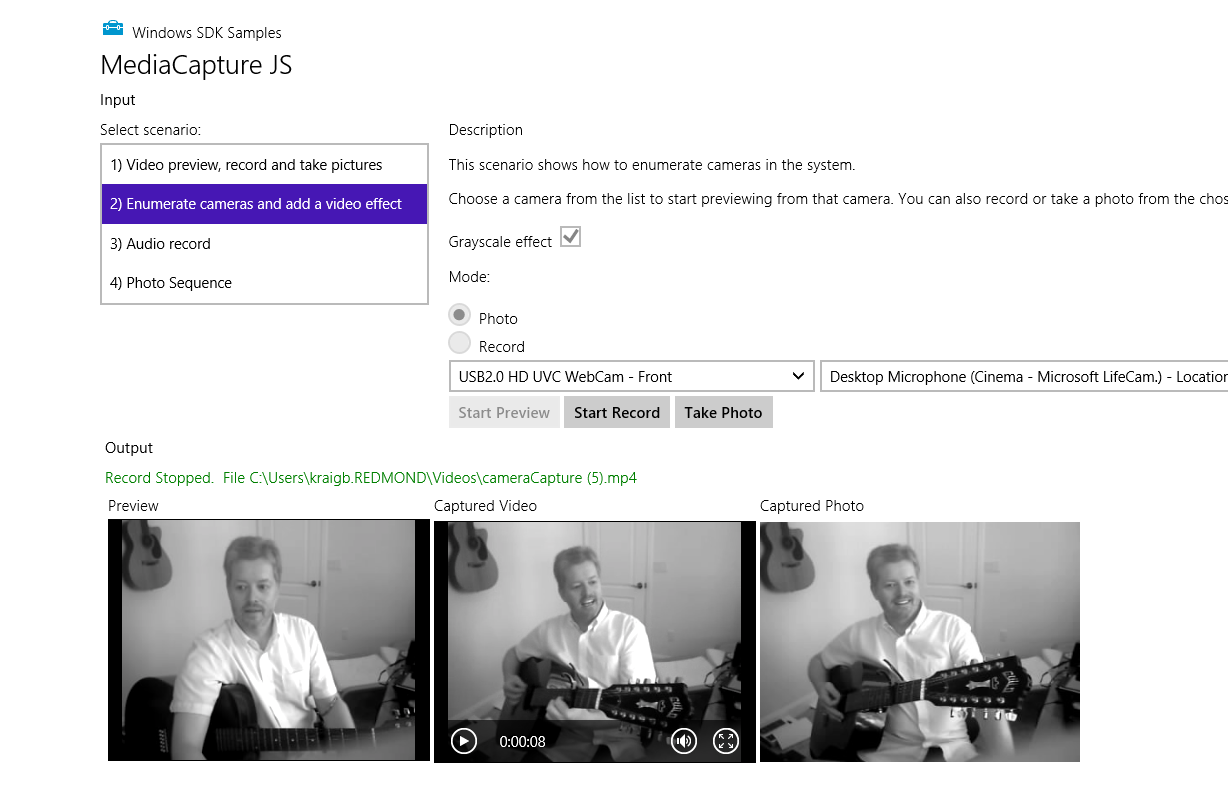 Windows SDK Samples
MediaCapture JS
Input
Select scenario:
1) Video preview, record and take pictures
2) Enumerate cameras and add a video effect
3) Audio record
4) Photo Sequence
Description
This scenario shows how to enumerate cameras in the system.
Choose a camera from the list to start previewing from that camera. You can also record or take a photo from the chos
Grayscale effect
Mode:
Photo
Record
USB2.0 HD UVC WebCam - Front
Desktop Microphone (Cinema - Microsoft LifeCam.) - Location
Start Preview Start Record Take Photo
Output
Record Stopped. File C:\Users\kraigb.REDMOND\Videos\cameraCapture (5).mp4
Preview
Captured Video
Captured Photo
0:00:08